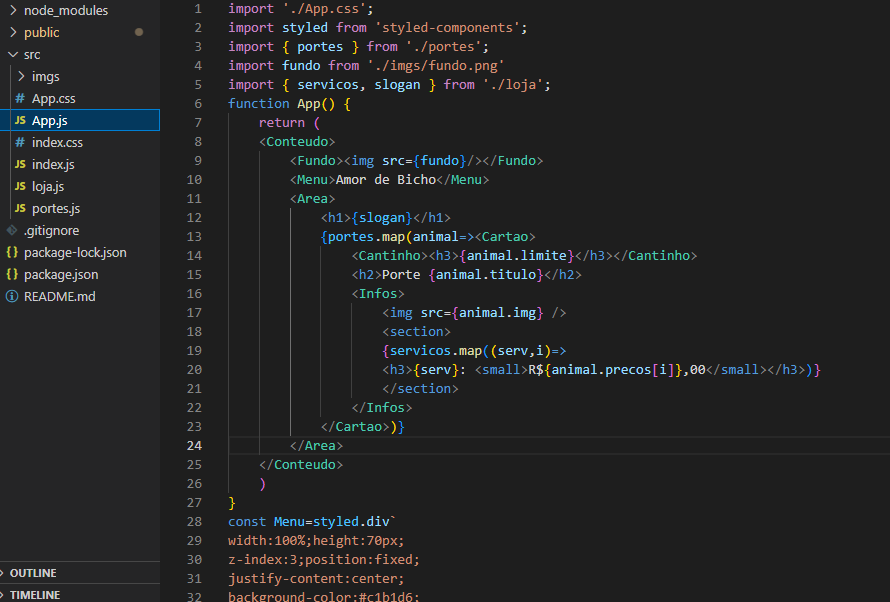 node_modules
public
src
imgs
# App.css
JS App.js
# index.css
JS index.js
JS loja.js
JS portes.js
.gitignore
{} package-lock.json
{} package.json
README.md
OUTLINE
TIMELINE
1 import './App.css';
2 import styled from 'styled-components';
3 import { portes } from './portes';
4 import fundo from './imgs/fundo.png'
5 import { servicos, slogan } from './loja';
6 function App() {
7 return (
8 <Conteudo>
9 <Fundo><img src={fundo}/></Fundo>
10 <Menu>Amor de Bicho</Menu>
11 <Area>
12 <h1>{slogan}</h1>
13 {portes.map(animal=><Cartao>
14 <Cantinho><h3>{animal.limite}</h3></Cantinho>
15 <h2>Porte {animal.titulo}</h2>
16 <Infos>
17 <img src={animal.img} />
18 <section>
19 {servicos.map((serv,i)=>
20 <h3>{serv}: <small>R${animal.precos[i]},00</small></h3>)}
21 </section>
22 </Infos>
23 </Cartao>)}
24 </Area>
25 </Conteudo>
26 )
27 }
28 const Menu=styled.div`
29 width:100%;height:70px;
30 z-index:3;position:fixed;
31 justify-content:center;
32 background-color:#c1b1d6;